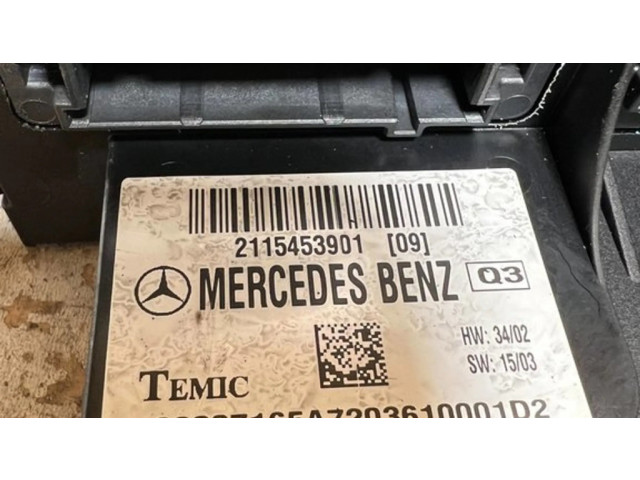 2115453901 [09]
MERCEDES BENZ Q3
HW: 34/02
SW: 15/03
TEMIC